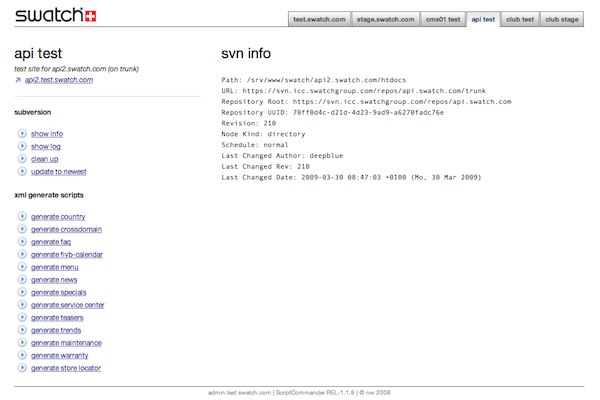 swatch
test.swatch.com
stage.swatch.com
cms01 test
api test
club test
club stage
api test
test site for api2.swatch.com (on trunk)
api2.test.swatch.com
subversion
show info
show log
clean up
update to newest
xml generate scripts
generate country
generate crossdomain
generate faq
generate fivb-calendar
generate menu
generate news
generate specials
generate service center
generate teasers
generate trends
generate maintenance
generate warranty
generate store locator
svn info
Path: /srv/www/swatch/api2.swatch.com/htdocs
URL: https://svn.icc.swatchgroup.com/repos/api.swatch.com/trunk
Repository Root: https://svn.icc.swatchgroup.com/repos/api.swatch.com
Repository UUID: 70ff0d4c-d21d-4d23-9ad9-a6270fadc76e
Revision: 210
Node Kind: directory
Schedule: normal
Last Changed Author: deepblue
Last Changed Rev: 210
Last Changed Date: 2009-03-30 08:47:03 +0100 (Mo, 30 Mar 2009)
admin.test.swatch.com | ScriptCommander REL-1.1.8 | © nw 2008